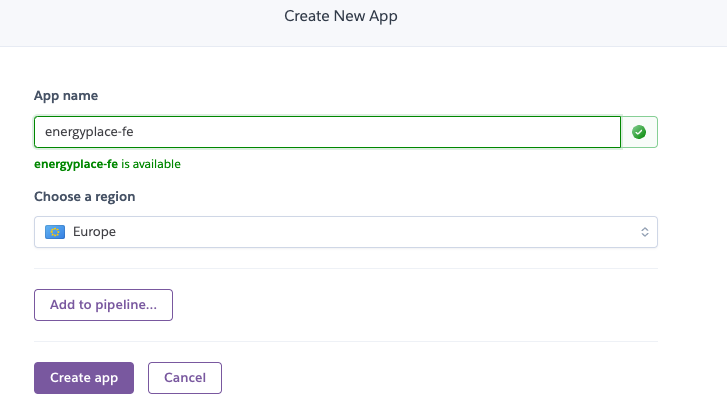 Create New App
App name
energyplace-fe
energyplace-fe is available
Choose a region
Europe
Add to pipeline...
Create app
Cancel